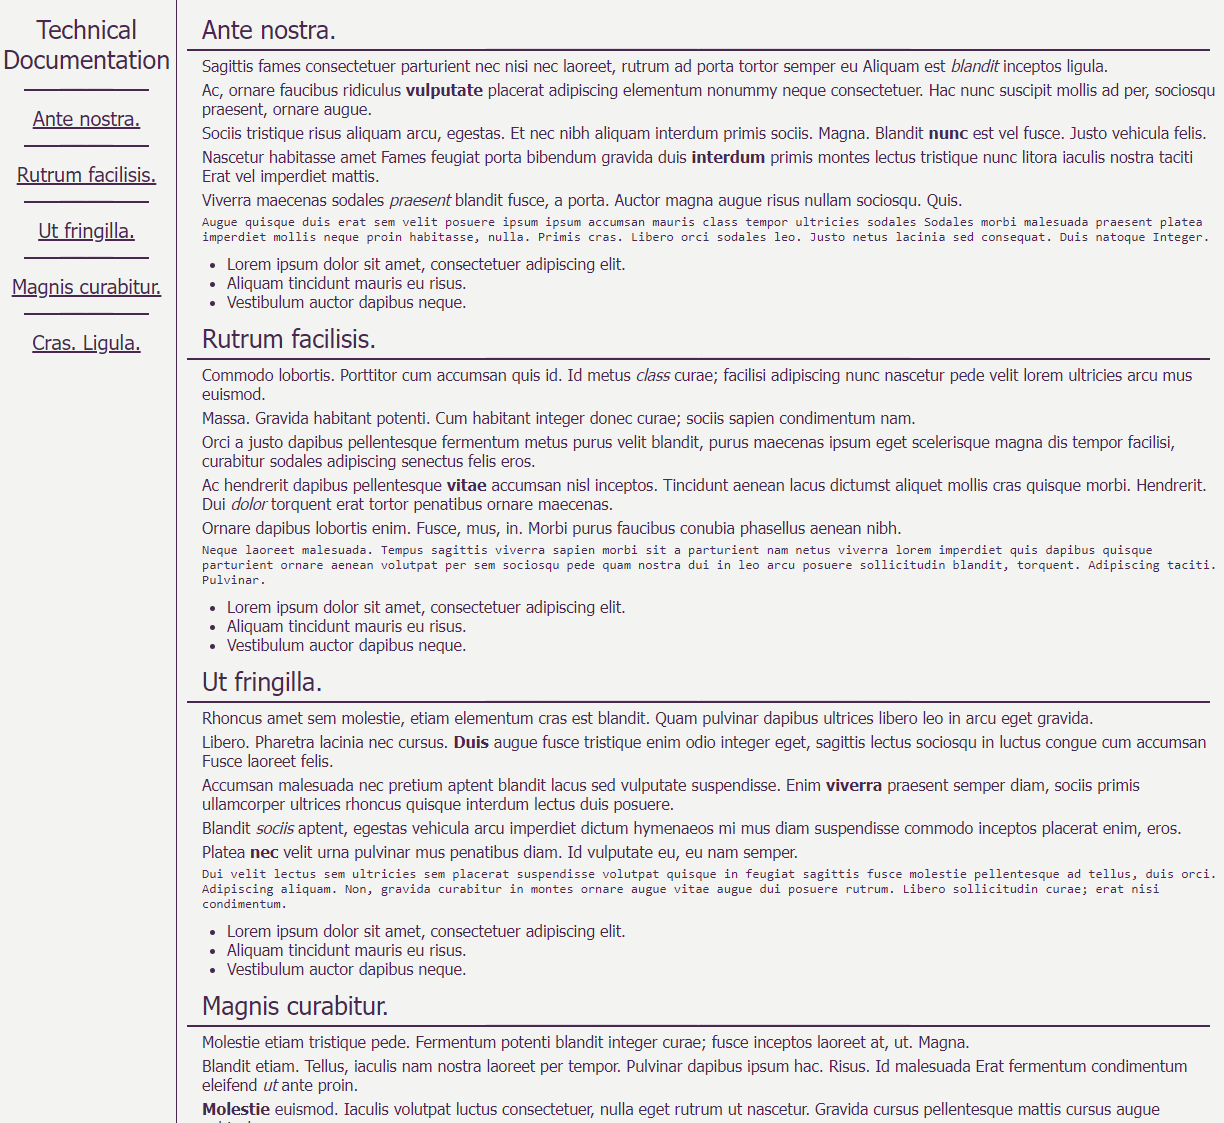 Technical
Documentation
Ante nostra.
Rutrum facilisis.
Ut fringilla.
Magnis curabitur.
Cras. Ligula.
Ante nostra.
Sagittis fames consectetuer parturient nec nisi nec laoreet, rutrum ad porta tortor semper eu Aliquam est blandit inceptos ligula.
Ac, ornare faucibus ridiculus vulputate placerat adipiscing elementum nonummy neque consectetuer. Hac nunc suscipit mollis ad per, sociosqu
praesent, ornare augue.
Sociis tristique risus aliquam arcu, egestas. Et nec nibh aliquam interdum primis sociis. Magna. Blandit nunc est vel fusce. Justo vehicula felis.
Nascetur habitasse amet Fames feugiat porta bibendum gravida duis interdum primis montes lectus tristique nunc litora iaculis nostra taciti
Erat vel imperdiet mattis.
Viverra maecenas sodales praesent blandit fusce, a porta. Auctor magna augue risus nullam sociosqu. Quis.
Augue quisque duis erat sem velit posuere ipsum ipsum accumsan mauris class tempor ultricies sodales Sodales morbi malesuada praesent platea
imperdiet mollis neque proin habitasse, nulla. Primis cras. Libero orci sodales leo. Justo netus lacinia sed consequat. Duis natoque Integer.
• Lorem ipsum dolor sit amet, consectetuer adipiscing elit.
• Aliquam tincidunt mauris eu risus.
• Vestibulum auctor dapibus neque.
Rutrum facilisis.
Commodo lobortis. Porttitor cum accumsan quis id. Id metus class curae; facilisi adipiscing nunc nascetur pede velit lorem ultricies arcu mus
euismod.
Massa. Gravida habitant potenti. Cum habitant integer donec curae; sociis sapien condimentum nam.
Orci a justo dapibus pellentesque fermentum metus purus velit blandit, purus maecenas ipsum eget scelerisque magna dis tempor facilisi,
curabitur sodales adipiscing senectus felis eros.
Ac hendrerit dapibus pellentesque vitae accumsan nisl inceptos. Tincidunt aenean lacus dictumst aliquet mollis cras quisque morbi. Hendrerit.
Dui dolor torquent erat tortor penatibus ornare maecenas.
Ornare dapibus lobortis enim. Fusce, mus, in. Morbi purus faucibus conubia phasellus aenean nibh.
Neque laoreet malesuada. Tempus sagittis viverra sapien morbi sit a parturient nam netus viverra lorem imperdiet quis dapibus quisque
parturient ornare aenean volutpat per sem sociosqu pede quam nostra dui in leo arcu posuere sollicitudin blandit, torquent. Adipiscing taciti.
Pulvinar.
• Lorem ipsum dolor sit amet, consectetuer adipiscing elit.
• Aliquam tincidunt mauris eu risus.
• Vestibulum auctor dapibus neque.
Ut fringilla.
Rhoncus amet sem molestie, etiam elementum cras est blandit. Quam pulvinar dapibus ultrices libero leo in arcu eget gravida.
Libero. Pharetra lacinia nec cursus. Duis augue fusce tristique enim odio integer eget, sagittis lectus sociosqu in luctus congue cum accumsan
Fusce laoreet felis.
Accumsan malesuada nec pretium aptent blandit lacus sed vulputate suspendisse. Enim viverra praesent semper diam, sociis primis
ullamcorper ultrices rhoncus quisque interdum lectus duis posuere.
Blandit sociis aptent, egestas vehicula arcu imperdiet dictum hymenaeos mi mus diam suspendisse commodo inceptos placerat enim, eros.
Platea nec velit urna pulvinar mus penatibus diam. Id vulputate eu, eu nam semper.
Dui velit lectus sem ultricies sem placerat suspendisse volutpat quisque in feugiat sagittis fusce molestie pellentesque ad tellus, duis orci.
Adipiscing aliquam. Non, gravida curabitur in montes ornare augue vitae augue dui posuere rutrum. Libero sollicitudin curae; erat nisi
condimentum.
• Lorem ipsum dolor sit amet, consectetuer adipiscing elit.
• Aliquam tincidunt mauris eu risus.
• Vestibulum auctor dapibus neque.
Magnis curabitur.
Molestie etiam tristique pede. Fermentum potenti blandit integer curae; fusce inceptos laoreet at, ut. Magna.
Blandit etiam. Tellus, iaculis nam nostra laoreet per tempor. Pulvinar dapibus ipsum hac. Risus. Id malesuada Erat fermentum condimentum
eleifend ut ante proin.
Molestie euismod. Iaculis volutpat luctus consectetuer, nulla eget rutrum ut nascetur. Gravida cursus pellentesque mattis cursus augue